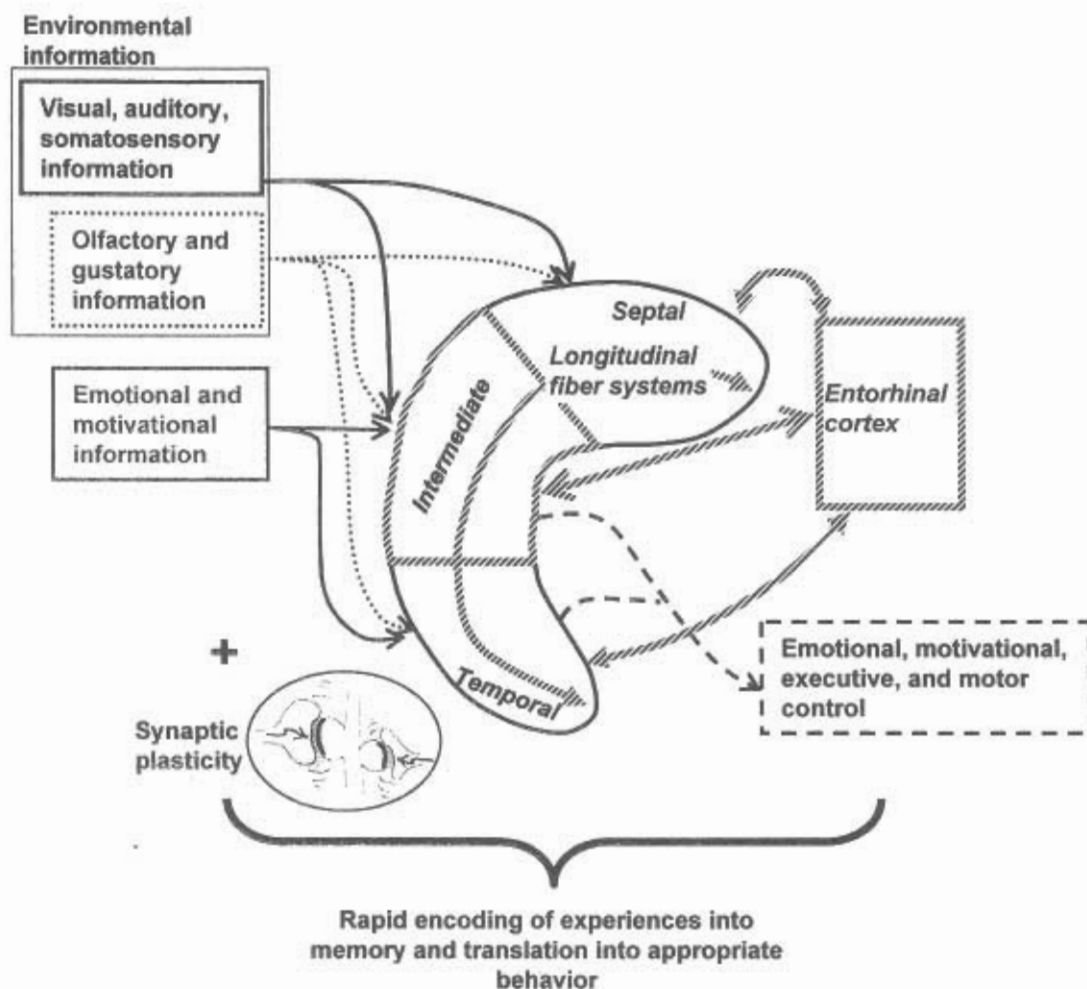 Environmental
information
Visual, auditory,
somatosensory
information
Olfactory and
gustatory
information
Emotional and
motivational
information
Septal
Longitudinal
fiber systems
Intermediate
Temporal
Entorhinal
cortex
+
Synaptic
plasticity
Emotional, motivational,
executive, and motor
control
Rapid encoding of experiences into
memory and translation into appropriate
behavior